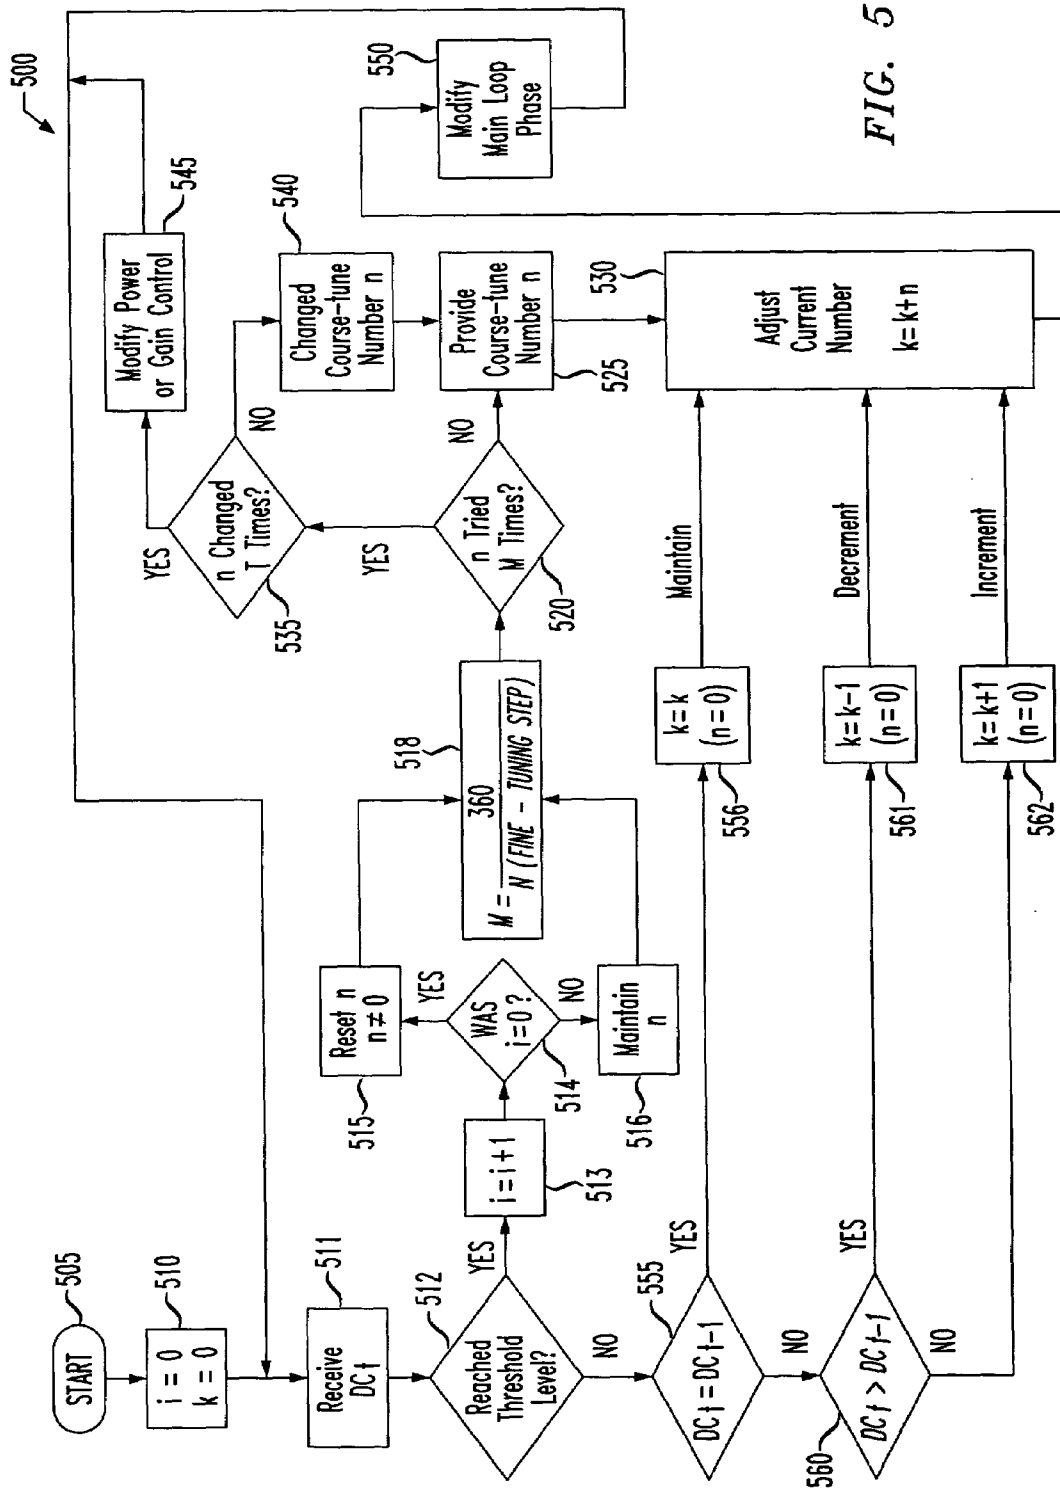 500
START
505
i = 0
k = 0
510
Receive
DCt
511
Reached
Threshold
Level?
512
YES
NO
i = i + 1
513
WAS
i = 0 ?
514
YES
NO
Reset n
n ≠ 0
515
Maintain
n
516
M = 360 / N (FINE - TUNING STEP)
518
n Tried
M Times?
520
YES
NO
n Changed
T Times?
535
YES
NO
Modify Power
or Gain Control
545
Changed
Course-tune
Number n
540
Provide
Course-tune
Number n
525
Adjust
Current
Number
k = k + n
530
Modify
Main Loop
Phase
550
DCt = DCt-1
555
YES
NO
k = k
(n = 0)
556
Maintain
DCt > DCt-1
560
YES
NO
k = k-1
(n = 0)
561
Decrement
k = k+1
(n = 0)
562
Increment
FIG. 5